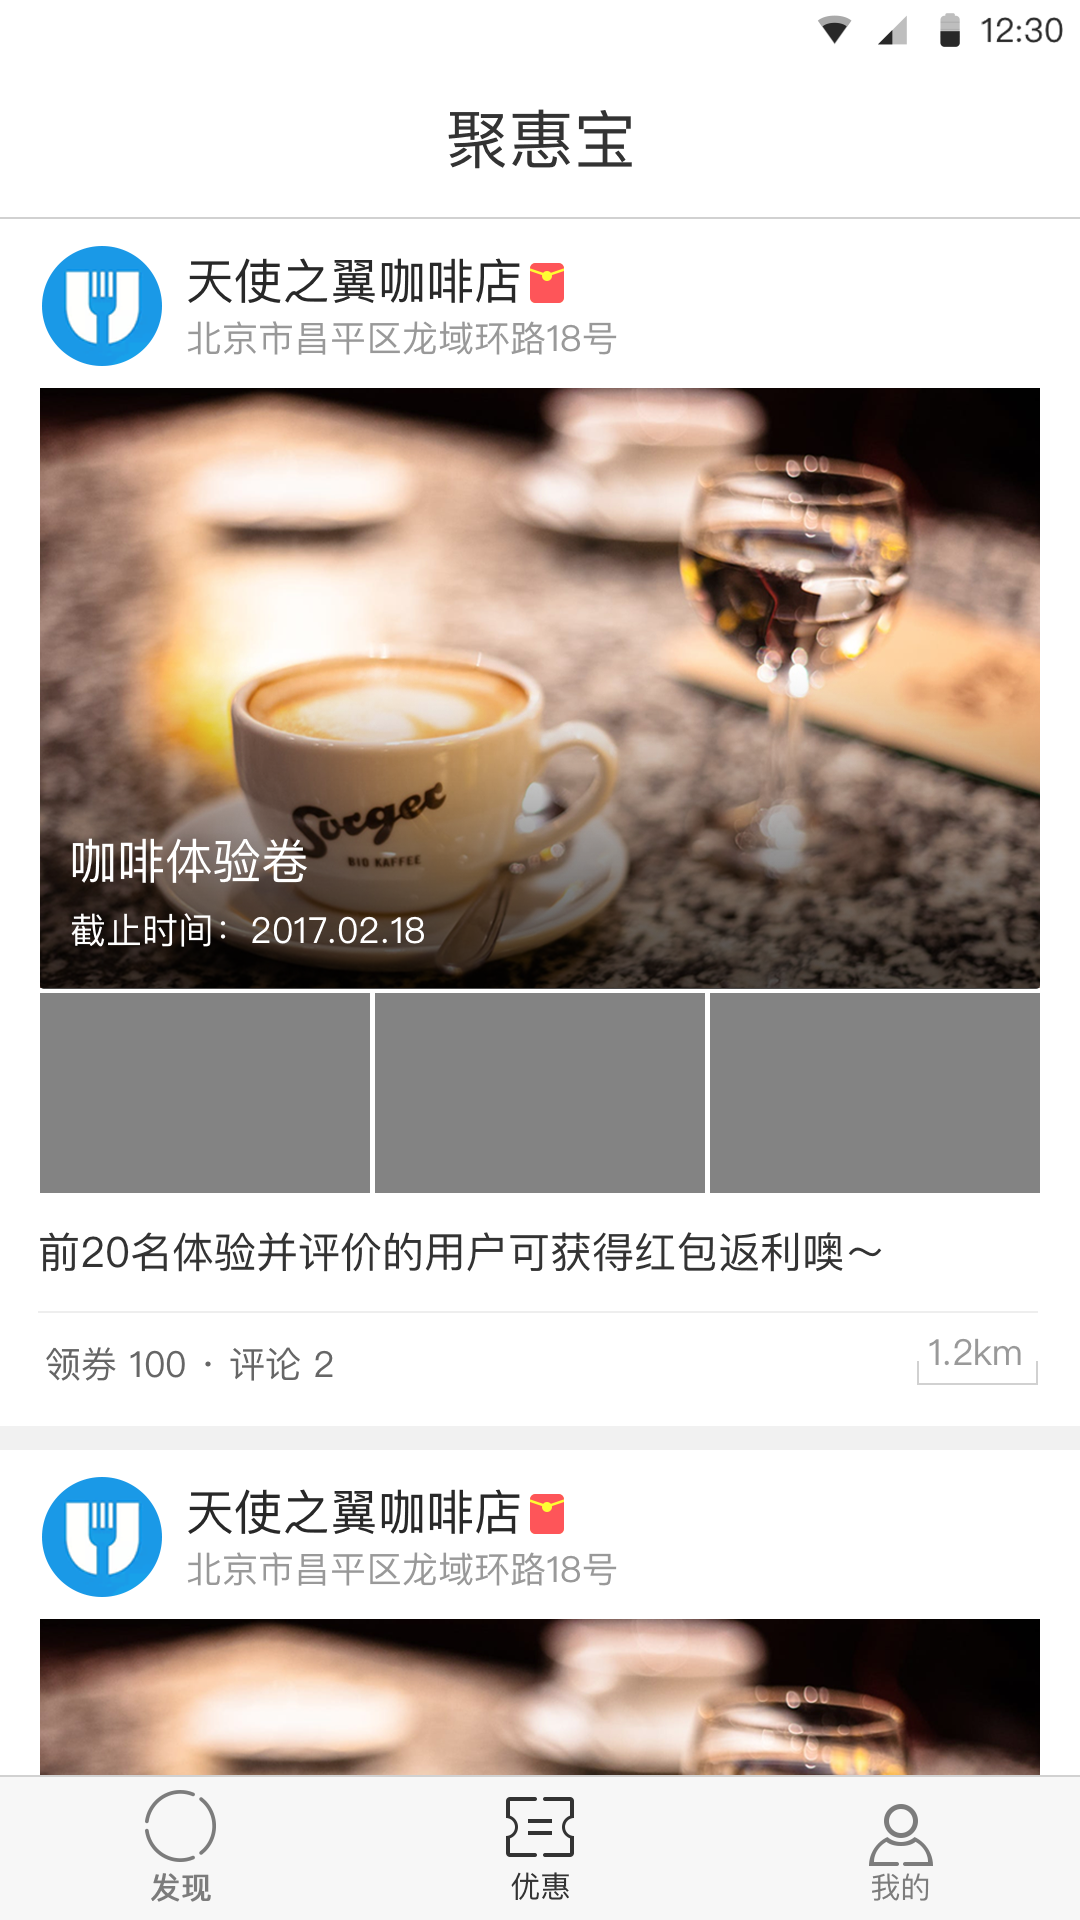 12:30
聚惠宝
天使之翼咖啡店
北京市昌平区龙域环路18号
Sorger
BIO KAFFEE
咖啡体验卷
截止时间：2017.02.18
前20名体验并评价的用户可获得红包返利噢～
领券 100 · 评论 2
1.2km
天使之翼咖啡店
北京市昌平区龙域环路18号
发现
优惠
我的